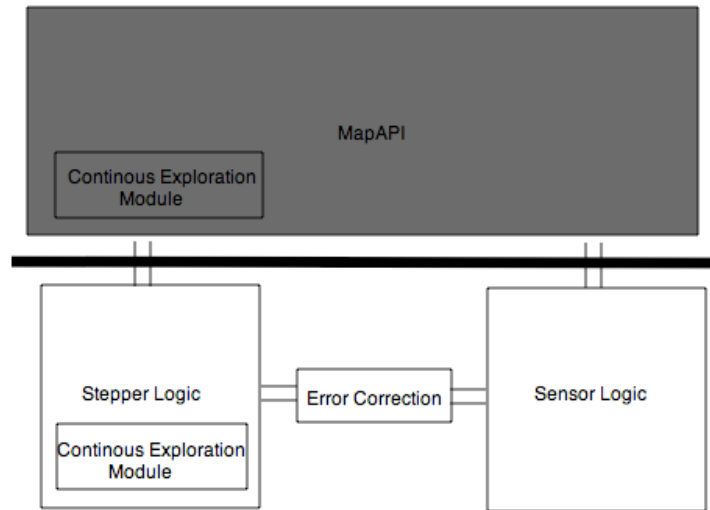 MapAPI
Continous Exploration
Module
Stepper Logic
Error Correction
Sensor Logic
Continous Exploration
Module